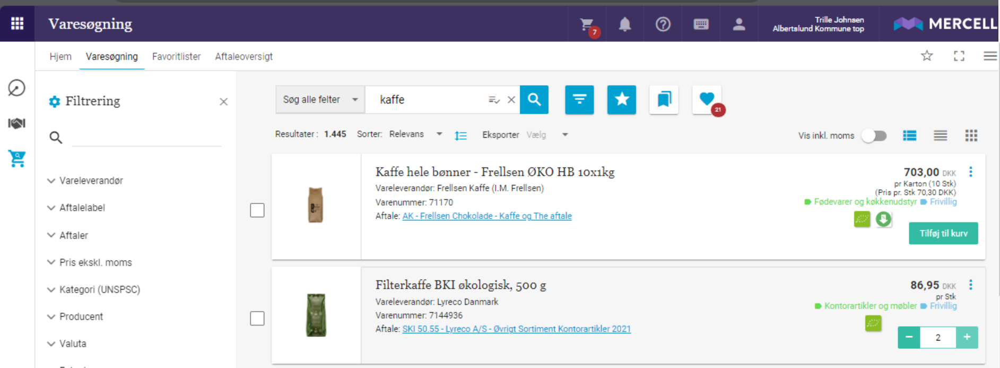 Varesøgning
7
Trille Johnsen
Albertslund Kommune top
MERCELL
Hjem Varesøgning Favoritlister Aftaleoversigt
Filtrering
Søg alle felter
kaffe
21
Resultater : 1.445 Sorter: Relevans Eksporter Vælg
Vis inkl. moms
Vareleverandør
Aftalelabel
Aftaler
Pris ekskl. moms
Kategori (UNSPSC)
Producent
Valuta
Kaffe hele bønner - Frellsen ØKO HB 10x1kg
Vareleverandør: Frellsen Kaffe (I.M. Frellsen)
Varenummer: 71170
Aftale: AK - Frellsen Chokolade - Kaffe og The aftale
703,00 DKK
pr Karton (10 Stk)
(Pris pr. Stk 70,30 DKK)
Fødevarer og køkkenudstyr Frivillig
Tilføj til kurv
Filterkaffe BKI økologisk, 500 g
Vareleverandør: Lyreco Danmark
Varenummer: 7144936
Aftale: SKI 50.55 - Lyreco A/S - Øvrigt Sortiment Kontorartikler 2021
86,95 DKK
pr Stk
Kontorartikler og møbler Frivillig
− 2 +